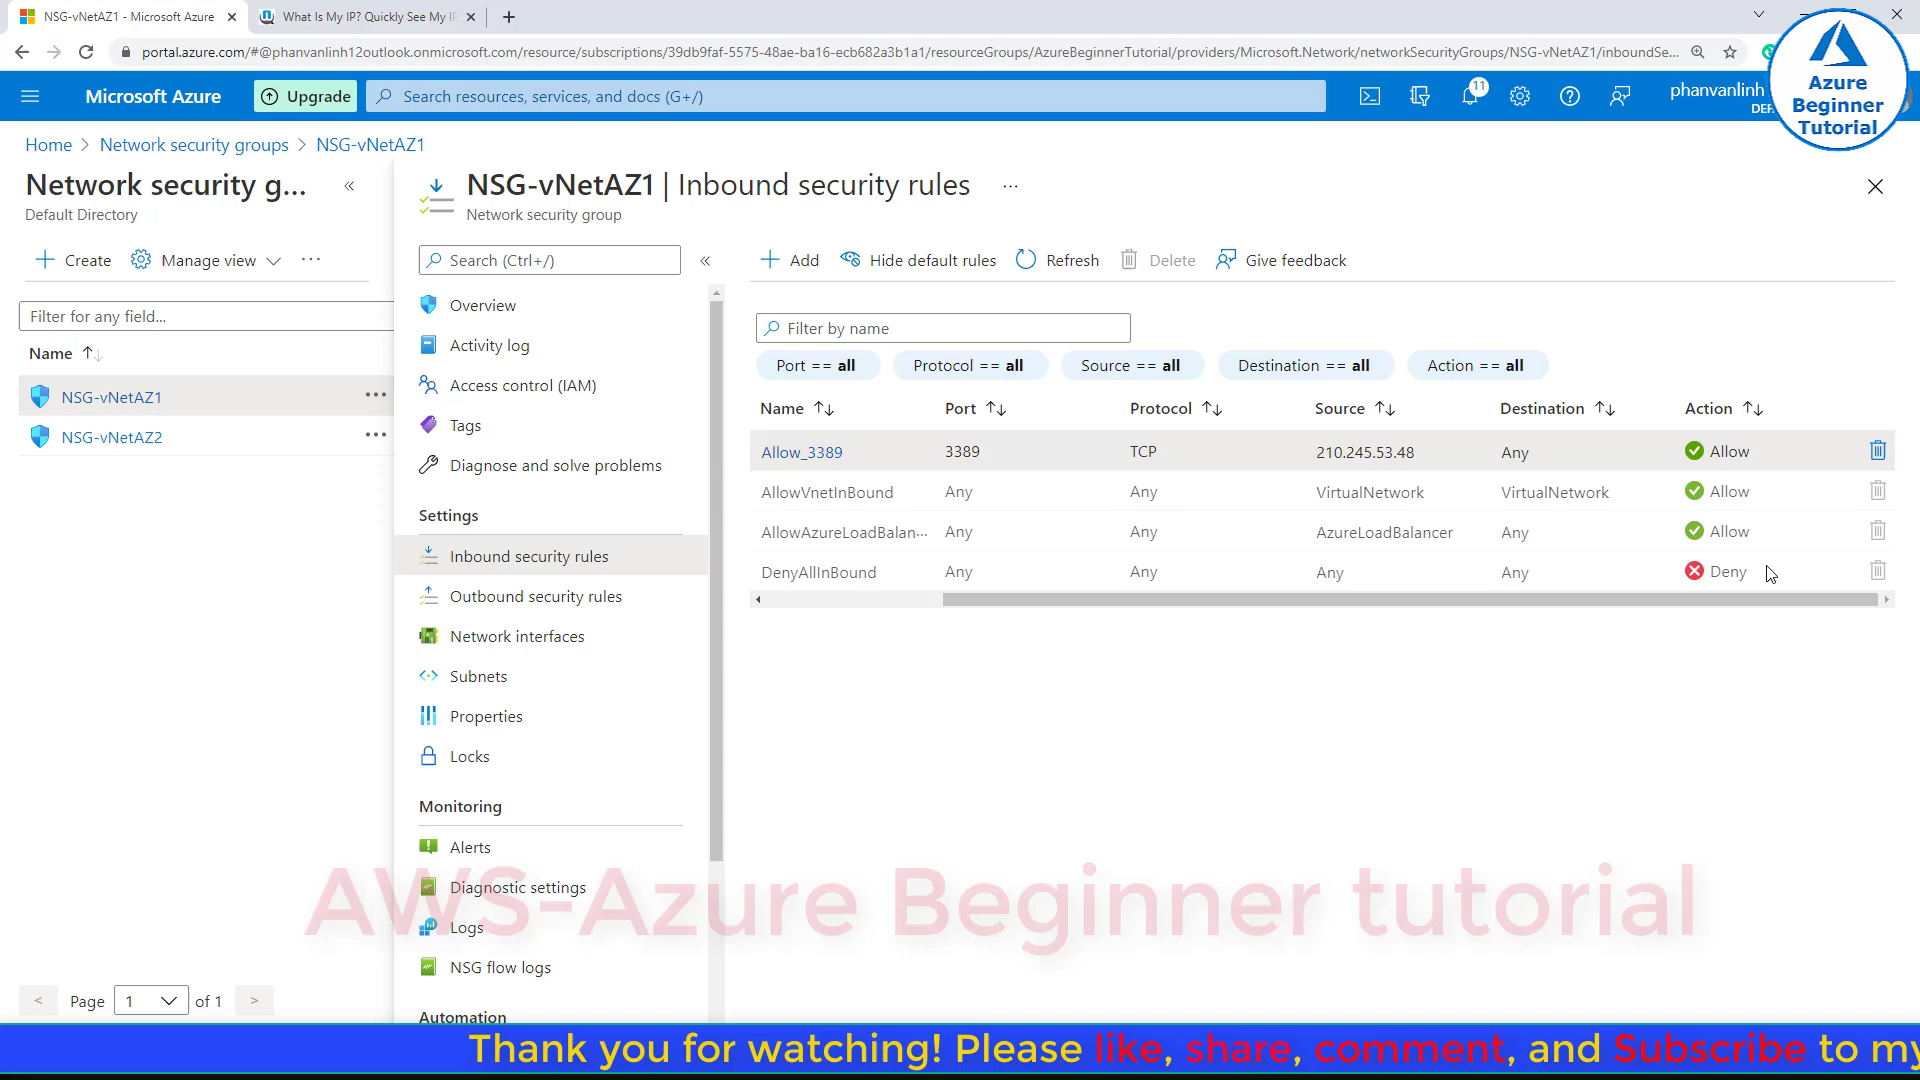 NSG-vNetAZ1 - Microsoft Azure
What Is My IP? Quickly See My IP
portal.azure.com/#@phanvanlinh12outlook.onmicrosoft.com/resource/subscriptions/39db9faf-5575-48ae-ba16-ecb682a3b1a1/resourceGroups/AzureBeginnerTutorial/providers/Microsoft.Network/networkSecurityGroups/NSG-vNetAZ1/inboundSe...
Microsoft Azure
Upgrade
Search resources, services, and docs (G+/)
11
phanvanlinh
Azure
Beginner
Tutorial
Home > Network security groups > NSG-vNetAZ1
Network security g...
Default Directory
Create
Manage view
Filter for any field...
Name
NSG-vNetAZ1
NSG-vNetAZ2
< Page 1 of 1 >
NSG-vNetAZ1 | Inbound security rules
Network security group
Search (Ctrl+/)
Overview
Activity log
Access control (IAM)
Tags
Diagnose and solve problems
Settings
Inbound security rules
Outbound security rules
Network interfaces
Subnets
Properties
Locks
Monitoring
Alerts
Diagnostic settings
Logs
NSG flow logs
Automation
Add
Hide default rules
Refresh
Delete
Give feedback
Filter by name
Port == all
Protocol == all
Source == all
Destination == all
Action == all
Name Port Protocol Source Destination Action
Allow_3389 3389 TCP 210.245.53.48 Any Allow
AllowVnetInBound Any Any VirtualNetwork VirtualNetwork Allow
AllowAzureLoadBalan... Any Any AzureLoadBalancer Any Allow
DenyAllInBound Any Any Any Any Deny
AWS-Azure Beginner tutorial
Thank you for watching! Please like, share, comment, and Subscribe to my